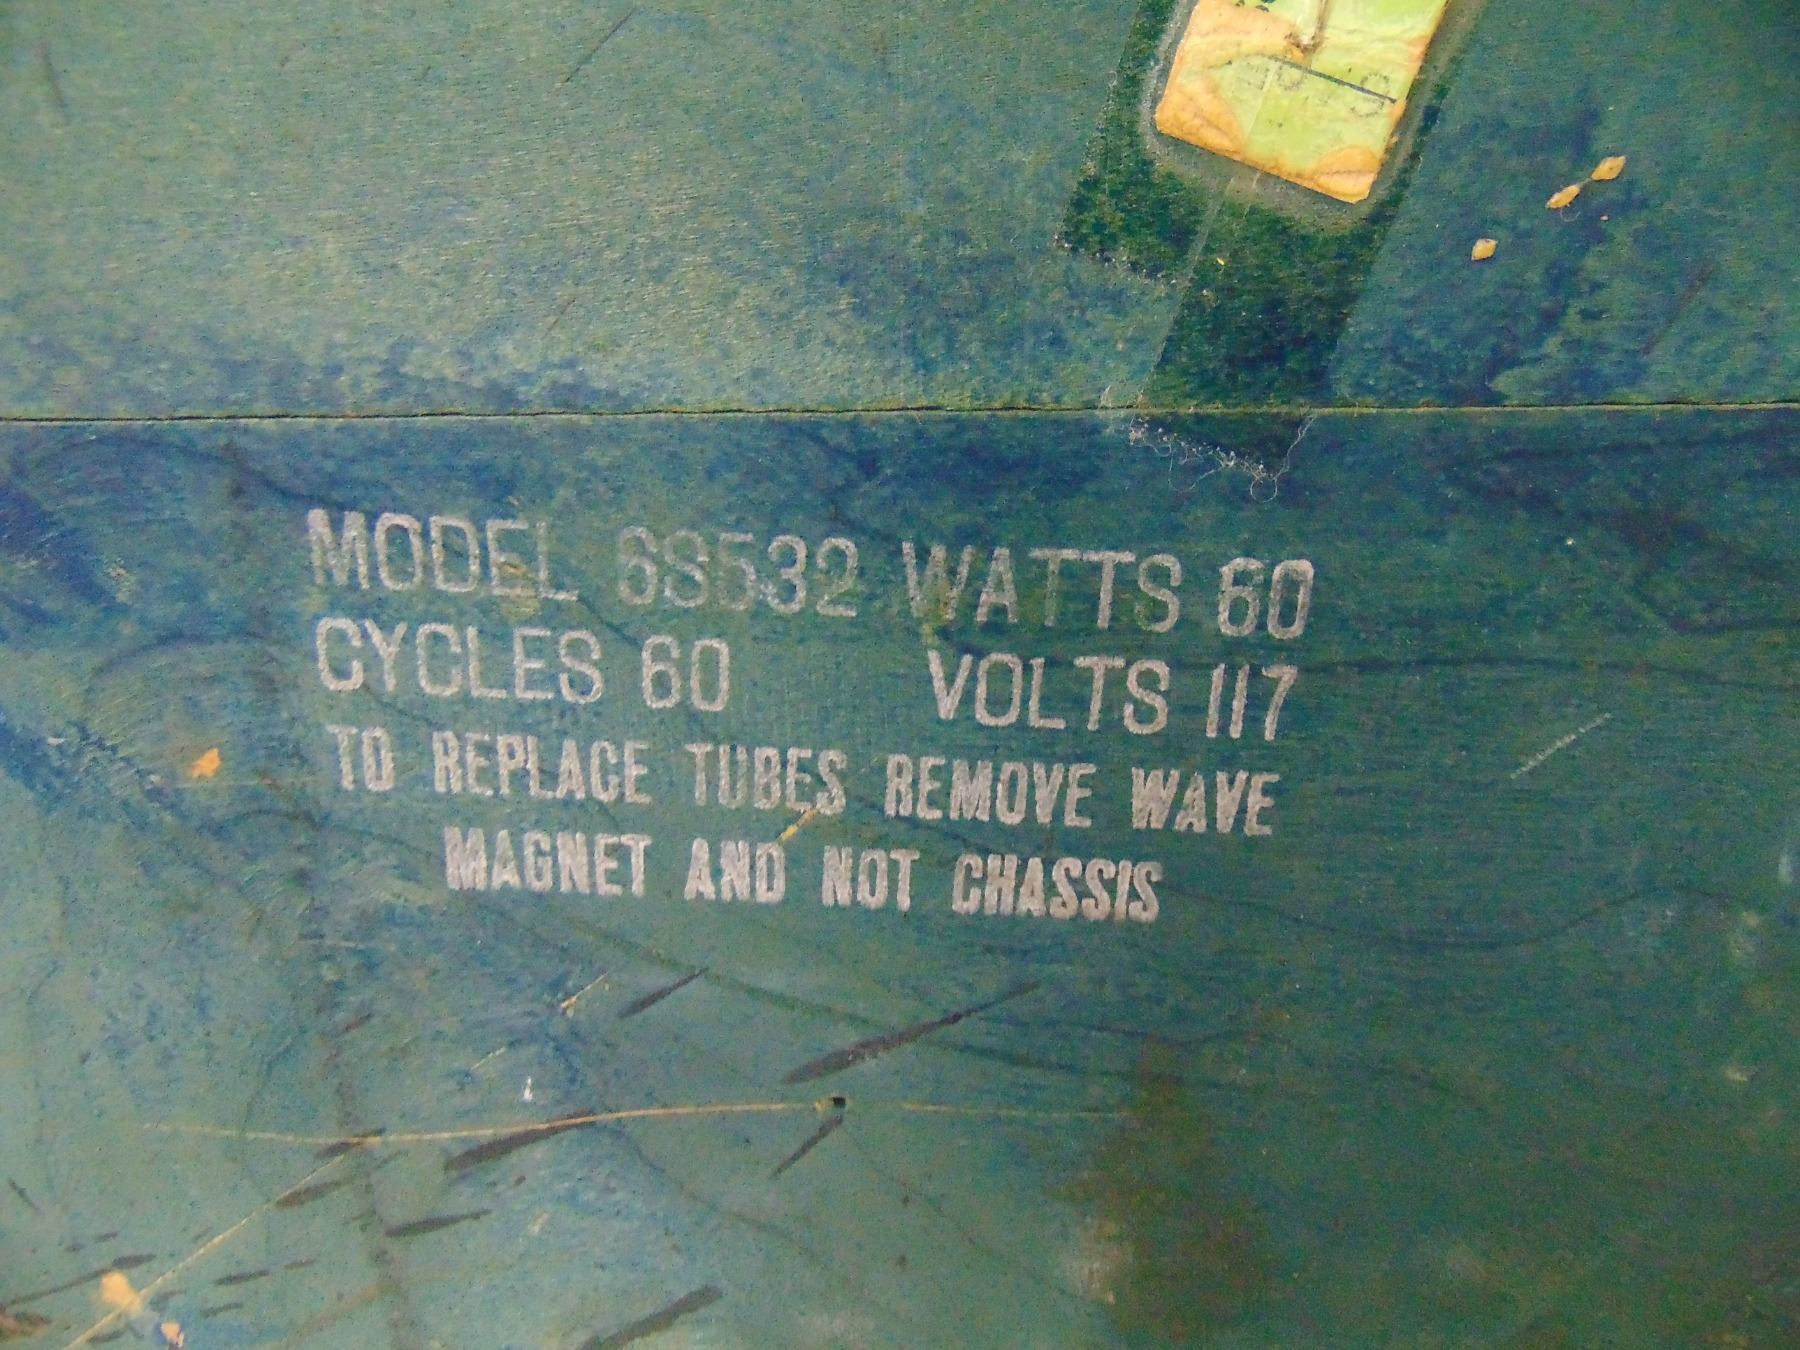 MODEL 6S532 WATTS 60
CYCLES 60 VOLTS 117
TO REPLACE TUBES REMOVE WAVE
MAGNET AND NOT CHASSIS